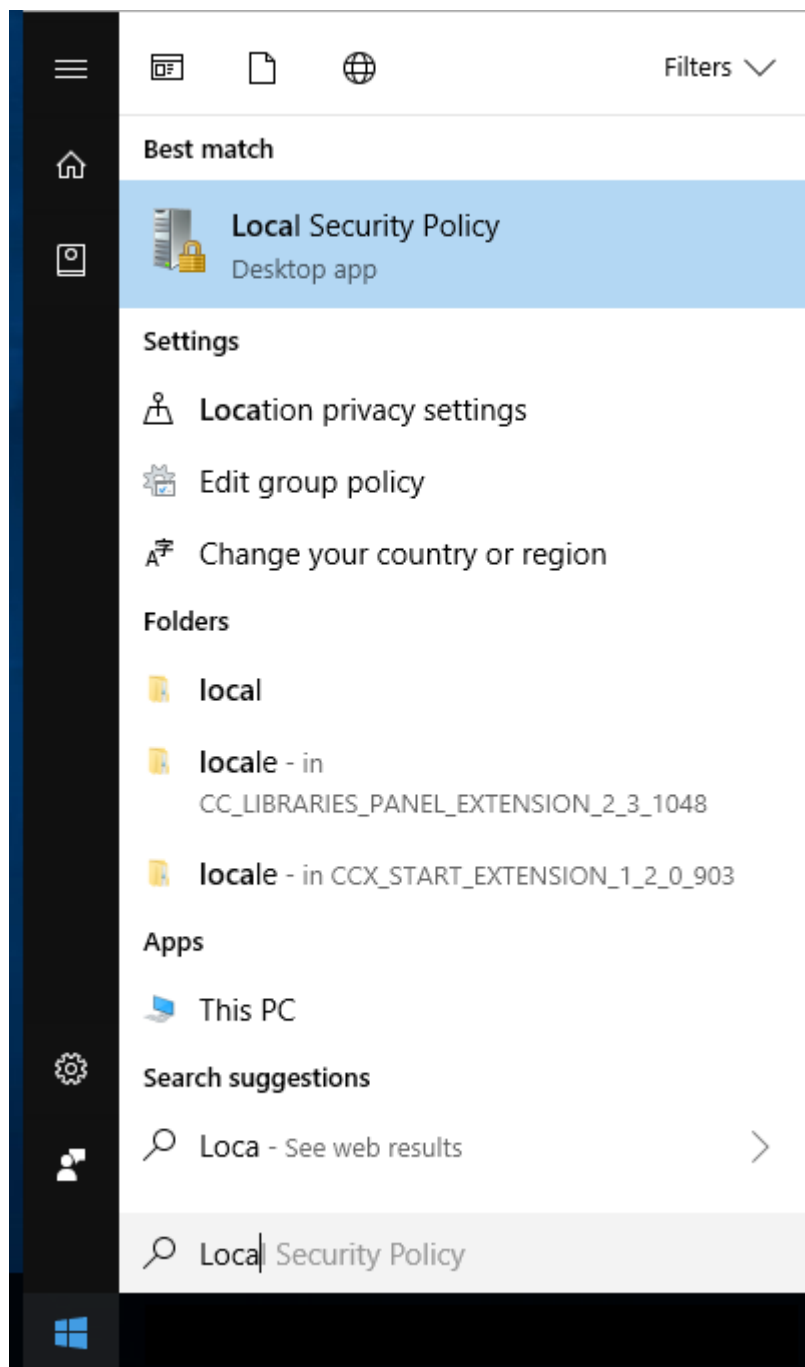 Filters
Best match
Local Security Policy
Desktop app
Settings
Location privacy settings
Edit group policy
Change your country or region
Folders
local
locale - in
CC_LIBRARIES_PANEL_EXTENSION_2_3_1048
locale - in CCX_START_EXTENSION_1_2_0_903
Apps
This PC
Search suggestions
Loca - See web results
Local Security Policy